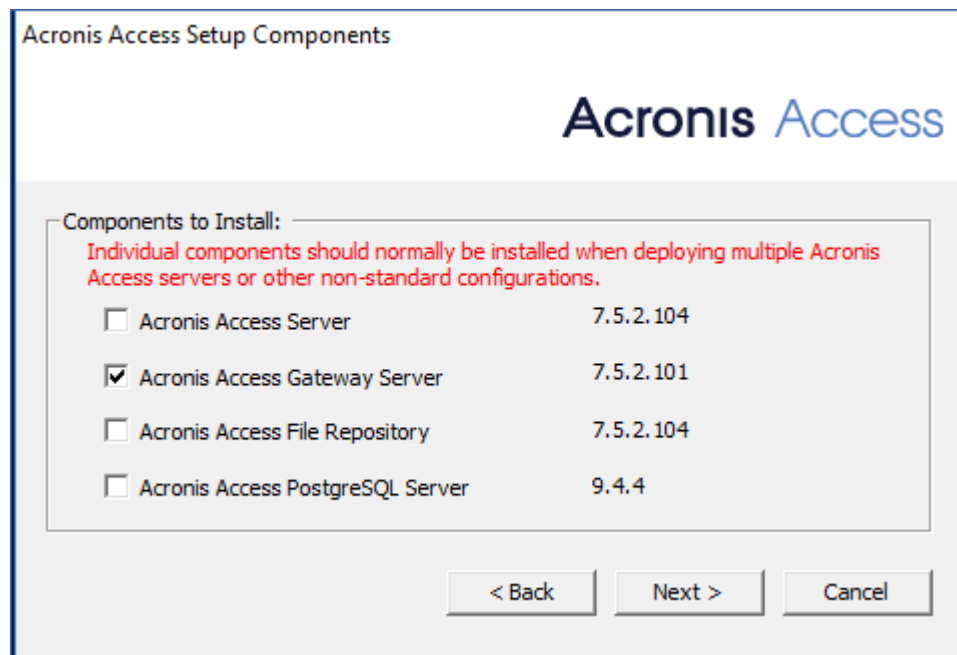 Acronis Access Setup Components
Acronis Access
Components to Install:
Individual components should normally be installed when deploying multiple Acronis
Access servers or other non-standard configurations.
Acronis Access Server 7.5.2.104
Acronis Access Gateway Server 7.5.2.101
Acronis Access File Repository 7.5.2.104
Acronis Access PostgreSQL Server 9.4.4
< Back Next > Cancel